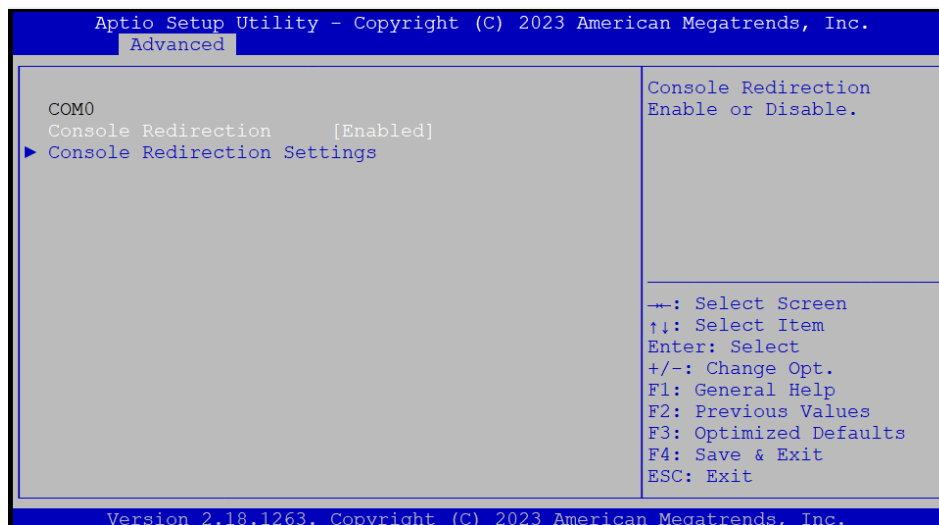 Aptio Setup Utility - Copyright (C) 2023 American Megatrends, Inc.
Advanced
COM0
Console Redirection [Enabled]
► Console Redirection Settings
Console Redirection
Enable or Disable.
→←: Select Screen
↑↓: Select Item
Enter: Select
+/-: Change Opt.
F1: General Help
F2: Previous Values
F3: Optimized Defaults
F4: Save & Exit
ESC: Exit
Version 2.18.1263. Copyright (C) 2023 American Megatrends, Inc.